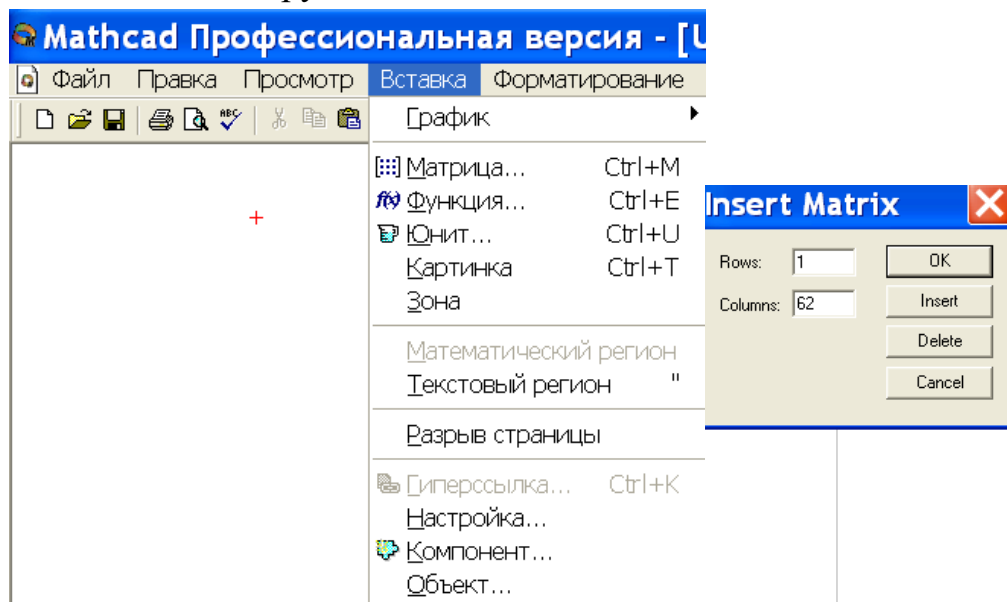 Mathcad Профессиональная версия - [U
Файл Правка Просмотр Вставка Форматирование
ABC
График
Матрица... Ctrl+M
f(x) Функция... Ctrl+E
Юнит... Ctrl+U
Картинка Ctrl+T
Зона
Математический регион
Текстовый регион "
Разрыв страницы
Гиперссылка... Ctrl+K
Настройка...
Компонент...
Объект...
Insert Matrix
Rows: 1 OK
Columns: 62 Insert
Delete
Cancel